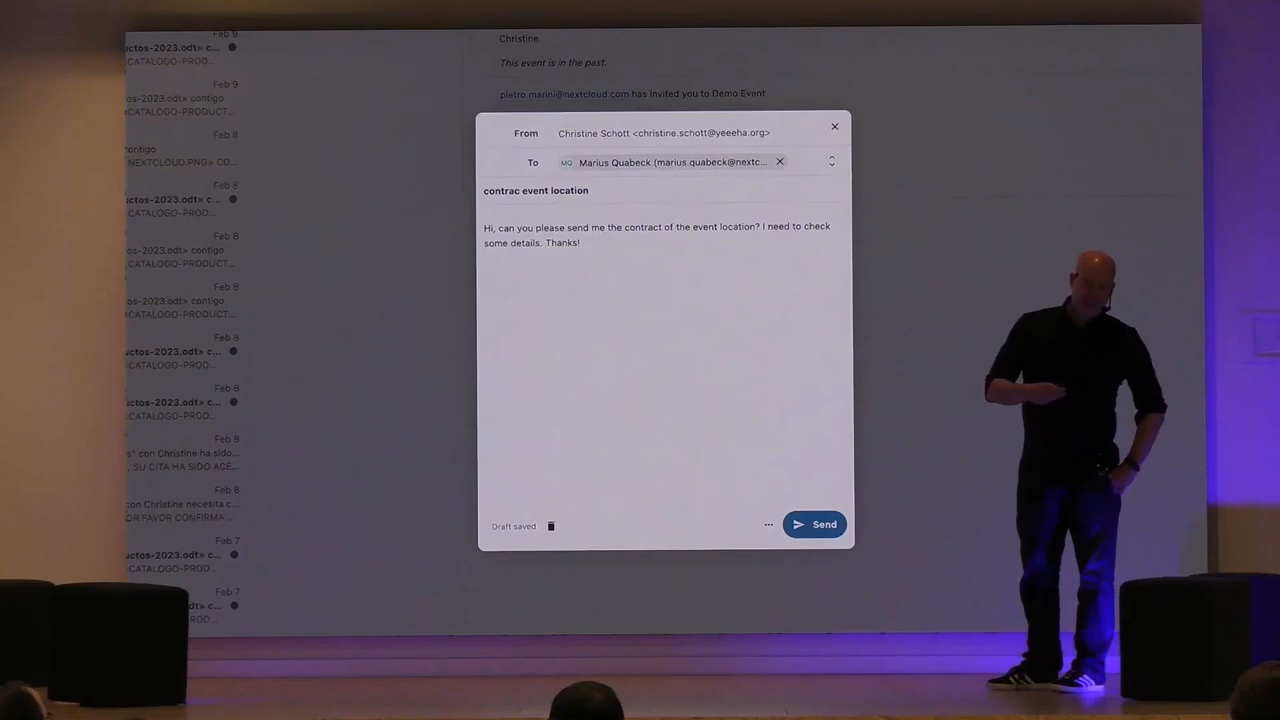 Feb 9
uctos-2023.odt» c...
CATALOGO-PROD...
Feb 9
os-2023.odt» contigo
CATALOGO-PRODUCT...
Feb 8
contigo
NEXTCLOUD.PNG» CO...
Feb 8
uctos-2023.odt» c...
CATALOGO-PROD...
Feb 8
os-2023.odt» contigo
CATALOGO-PRODUCT...
Feb 8
os-2023.odt» contigo
CATALOGO-PRODUCT...
Feb 8
uctos-2023.odt» c...
CATALOGO-PROD...
Feb 8
uctos-2023.odt» c...
CATALOGO-PROD...
Feb 8
s" con Christine ha sido...
, SU CITA HA SIDO ACE...
Feb 8
con Christine necesita c...
OR FAVOR CONFIRMA ...
Feb 7
uctos-2023.odt» c...
CATALOGO-PROD...
Feb 7
dt» c...
ROD...
Christine
This event is in the past.
pietro.marini@nextcloud.com has invited you to Demo Event
From Christine Schott <christine.schott@yeeeha.org>
To MQ Marius Quabeck (marius.quabeck@nextc...
contrac event location
Hi, can you please send me the contract of the event location? I need to check
some details. Thanks!
Draft saved
... Send